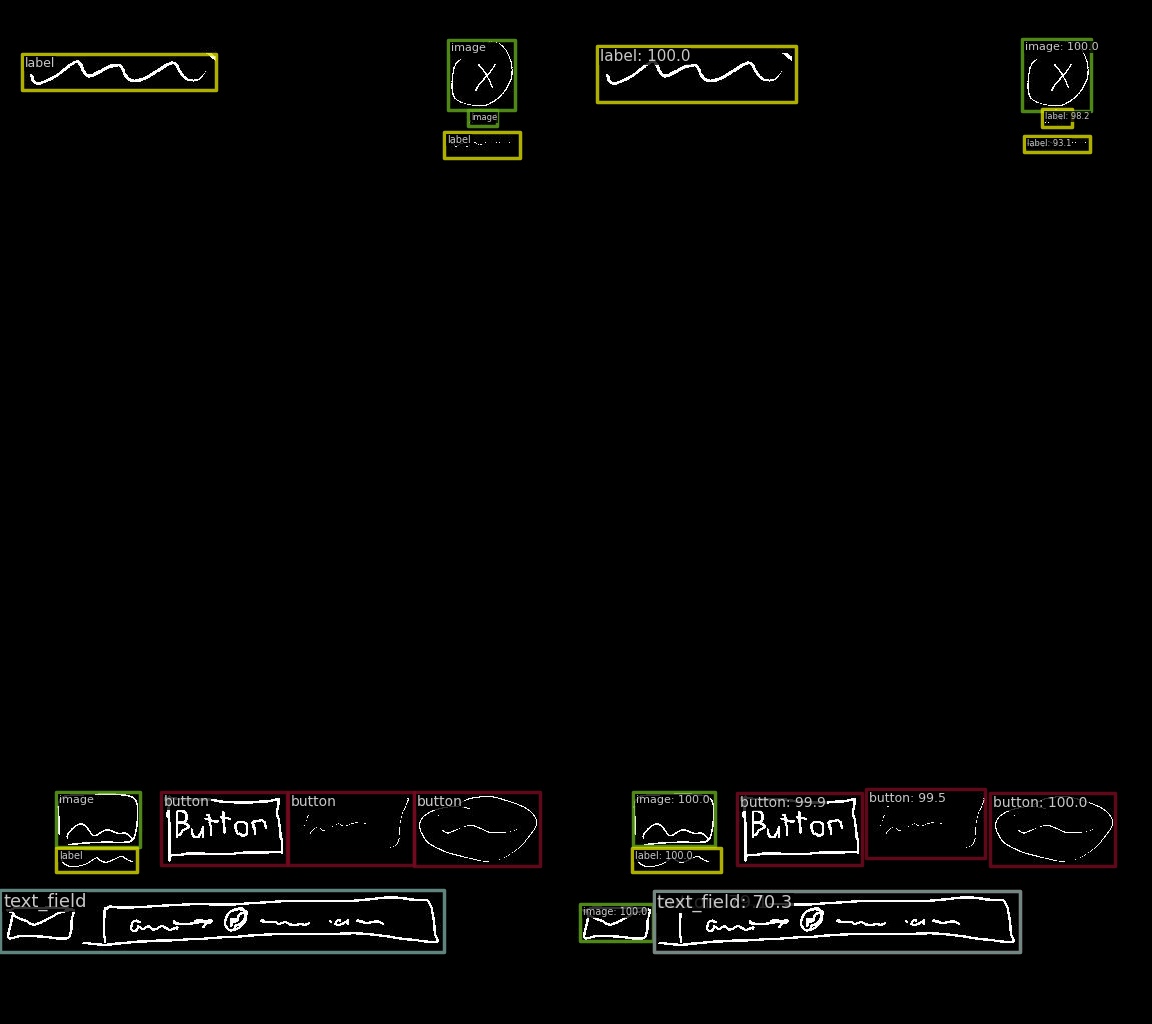 label
image
image
label
label: 100.0
image: 100.0
label: 98.2
label: 93.1
image
label
button
Button
button
button
image: 100.0
label: 100.0
button: 99.9
Button
button: 99.5
button: 100.0
text_field
image: 100.0
text_field: 70.3